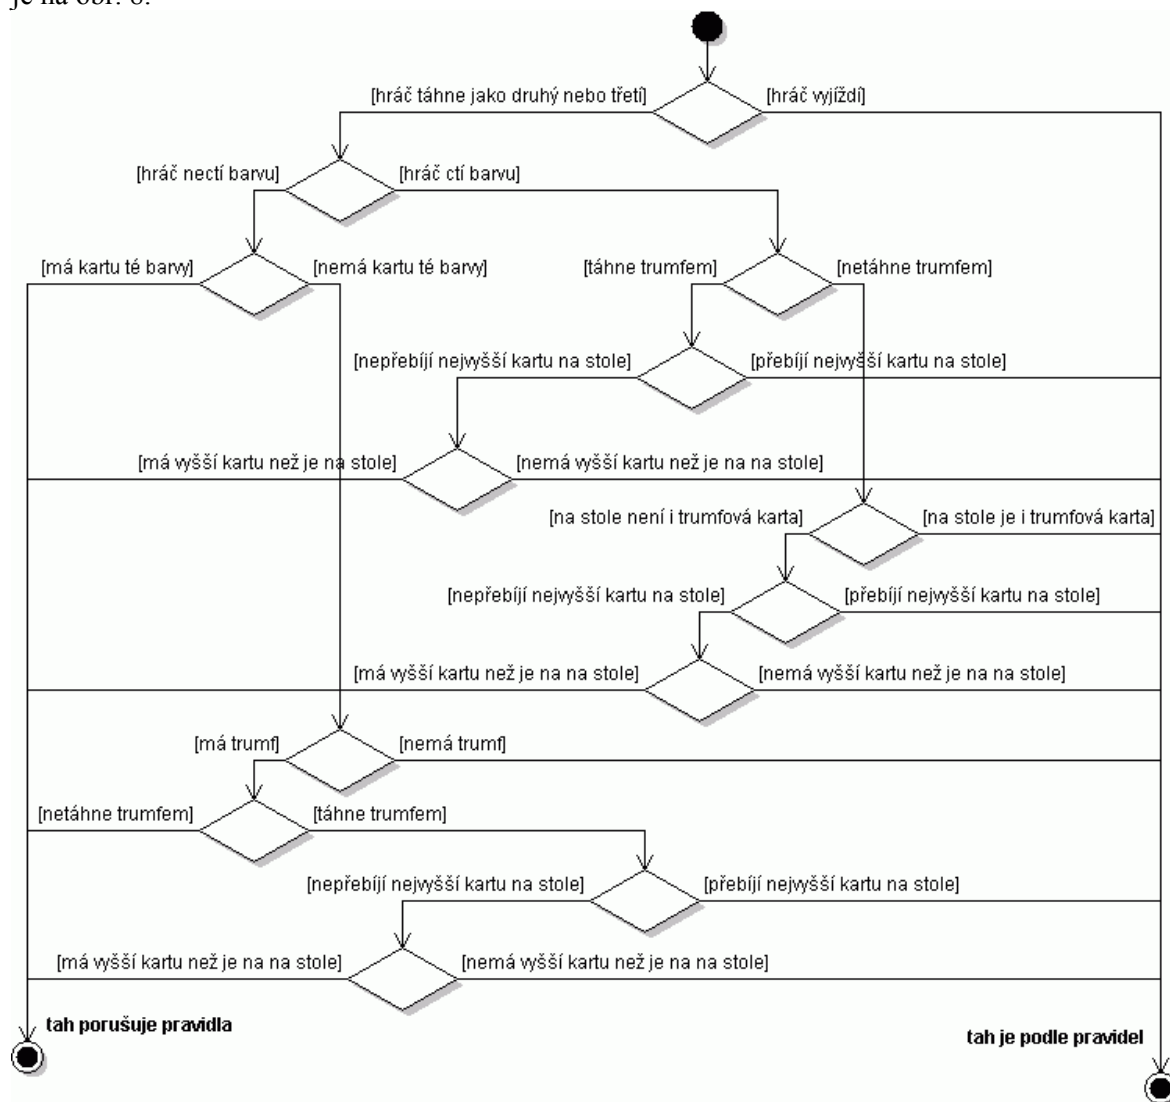 je na obr. 8.
[hráč táhne jako druhý nebo třetí] [hráč vyjíždí]
[hráč nectí barvu] [hráč ctí barvu]
[má kartu té barvy] [nemá kartu té barvy] [táhne trumfem] [netáhne trumfem]
[nepřebíjí nejvyšší kartu na stole] [přebíjí nejvyšší kartu na stole]
[má vyšší kartu než je na stole] [nemá vyšší kartu než je na na stole]
[na stole není i trumfová karta] [na stole je i trumfová karta]
[nepřebíjí nejvyšší kartu na stole] [přebíjí nejvyšší kartu na stole]
[má vyšší kartu než je na na stole] [nemá vyšší kartu než je na na stole]
[má trumf] [nemá trumf]
[netáhne trumfem] [táhne trumfem]
[nepřebíjí nejvyšší kartu na stole] [přebíjí nejvyšší kartu na stole]
[má vyšší kartu než je na na stole] [nemá vyšší kartu než je na na stole]
tah porušuje pravidla
tah je podle pravidel